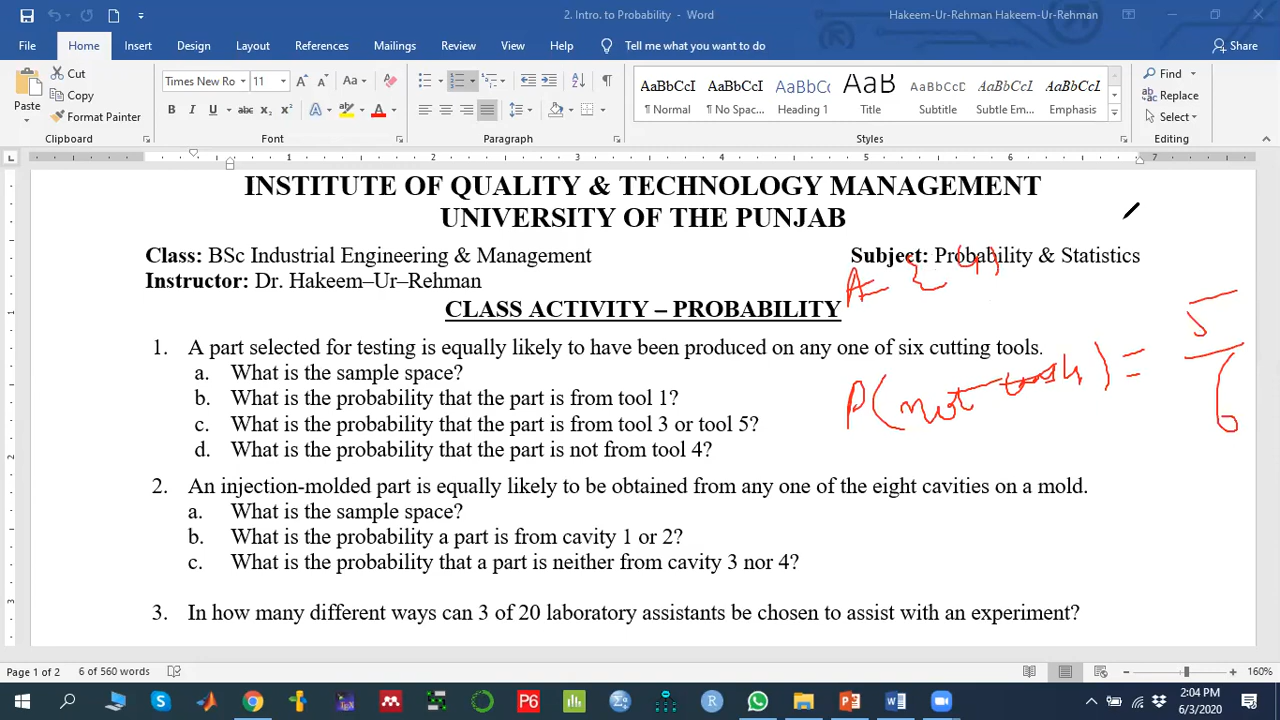 2. Intro. to Probability - Word
Hakeem-Ur-Rehman Hakeem-Ur-Rehman
File Home Insert Design Layout References Mailings Review View Help Tell me what you want to do Share
Cut
Copy
Format Painter
Paste
Clipboard
Times New Ro 11
Font
Paragraph
AaBbCcI AaBbCcI AaBbC AaB AaBbCcD AaBbCcI AaBbCcI
¶ Normal ¶ No Spac... Heading 1 Title Subtitle Subtle Em... Emphasis
Styles
Find
Replace
Select
Editing
1 2 3 4 5 6 7
INSTITUTE OF QUALITY & TECHNOLOGY MANAGEMENT
UNIVERSITY OF THE PUNJAB
Class: BSc Industrial Engineering & Management Subject: Probability & Statistics
Instructor: Dr. Hakeem–Ur–Rehman
CLASS ACTIVITY – PROBABILITY
1. A part selected for testing is equally likely to have been produced on any one of six cutting tools.
a. What is the sample space?
b. What is the probability that the part is from tool 1?
c. What is the probability that the part is from tool 3 or tool 5?
d. What is the probability that the part is not from tool 4?
P(not tool 4) = 5/6
2. An injection-molded part is equally likely to be obtained from any one of the eight cavities on a mold.
a. What is the sample space?
b. What is the probability a part is from cavity 1 or 2?
c. What is the probability that a part is neither from cavity 3 nor 4?
3. In how many different ways can 3 of 20 laboratory assistants be chosen to assist with an experiment?
Page 1 of 2 6 of 560 words 160%
2:04 PM
6/3/2020